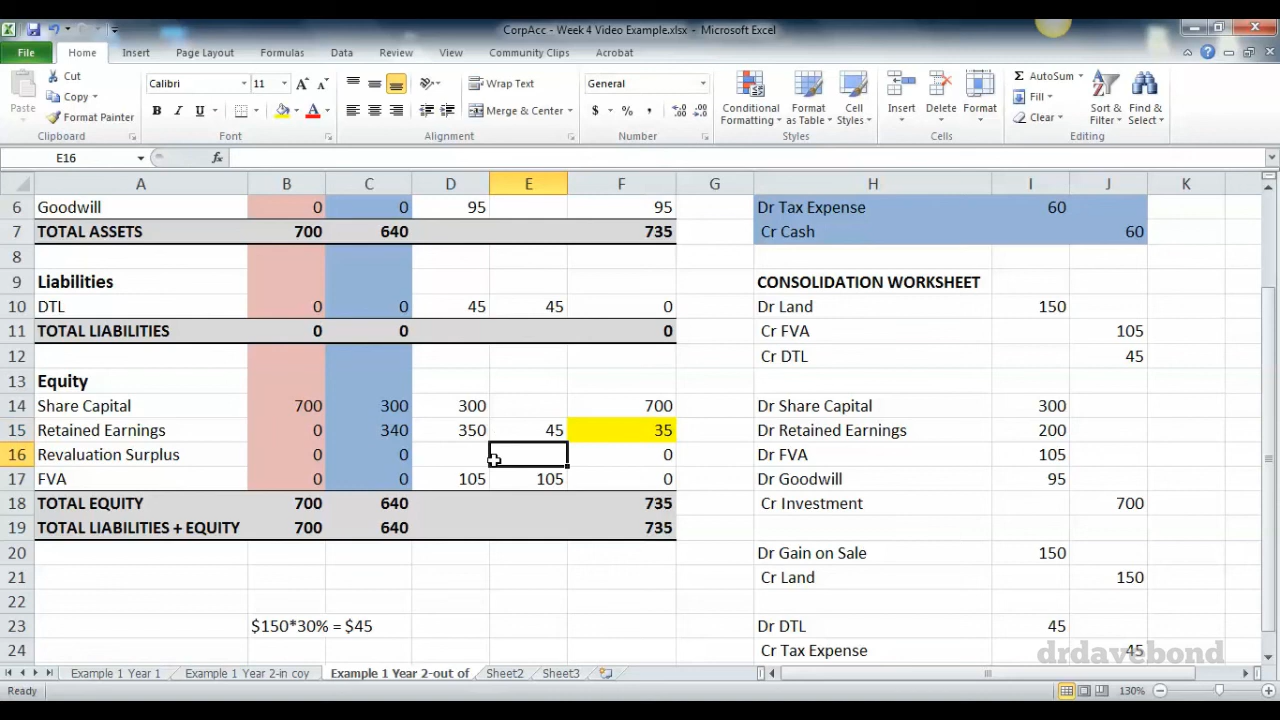 CorpAcc - Week 4 Video Example.xlsx - Microsoft Excel
File Home Insert Page Layout Formulas Data Review View Community Clips Acrobat
Paste Cut Copy Format Painter Clipboard
Calibri 11 B I U Font
Wrap Text Merge & Center Alignment
General $ % , Number
Conditional Formatting Format as Table Cell Styles Styles
Insert Delete Format Cells
AutoSum Fill Clear Sort & Filter Find & Select Editing
E16 fx
A B C D E F G H I J K
6 Goodwill 0 0 95 95 Dr Tax Expense 60
7 TOTAL ASSETS 700 640 735 Cr Cash 60
8
9 Liabilities CONSOLIDATION WORKSHEET
10 DTL 0 0 45 45 0 Dr Land 150
11 TOTAL LIABILITIES 0 0 0 Cr FVA 105
12 Cr DTL 45
13 Equity
14 Share Capital 700 300 300 700 Dr Share Capital 300
15 Retained Earnings 0 340 350 45 35 Dr Retained Earnings 200
16 Revaluation Surplus 0 0 0 Dr FVA 105
17 FVA 0 0 105 105 0 Dr Goodwill 95
18 TOTAL EQUITY 700 640 735 Cr Investment 700
19 TOTAL LIABILITIES + EQUITY 700 640 735
20 Dr Gain on Sale 150
21 Cr Land 150
22
23 $150*30% = $45 Dr DTL 45
24 Cr Tax Expense 45
drdavebond
Example 1 Year 1 Example 1 Year 2-in coy Example 1 Year 2-out of Sheet2 Sheet3
Ready 130%